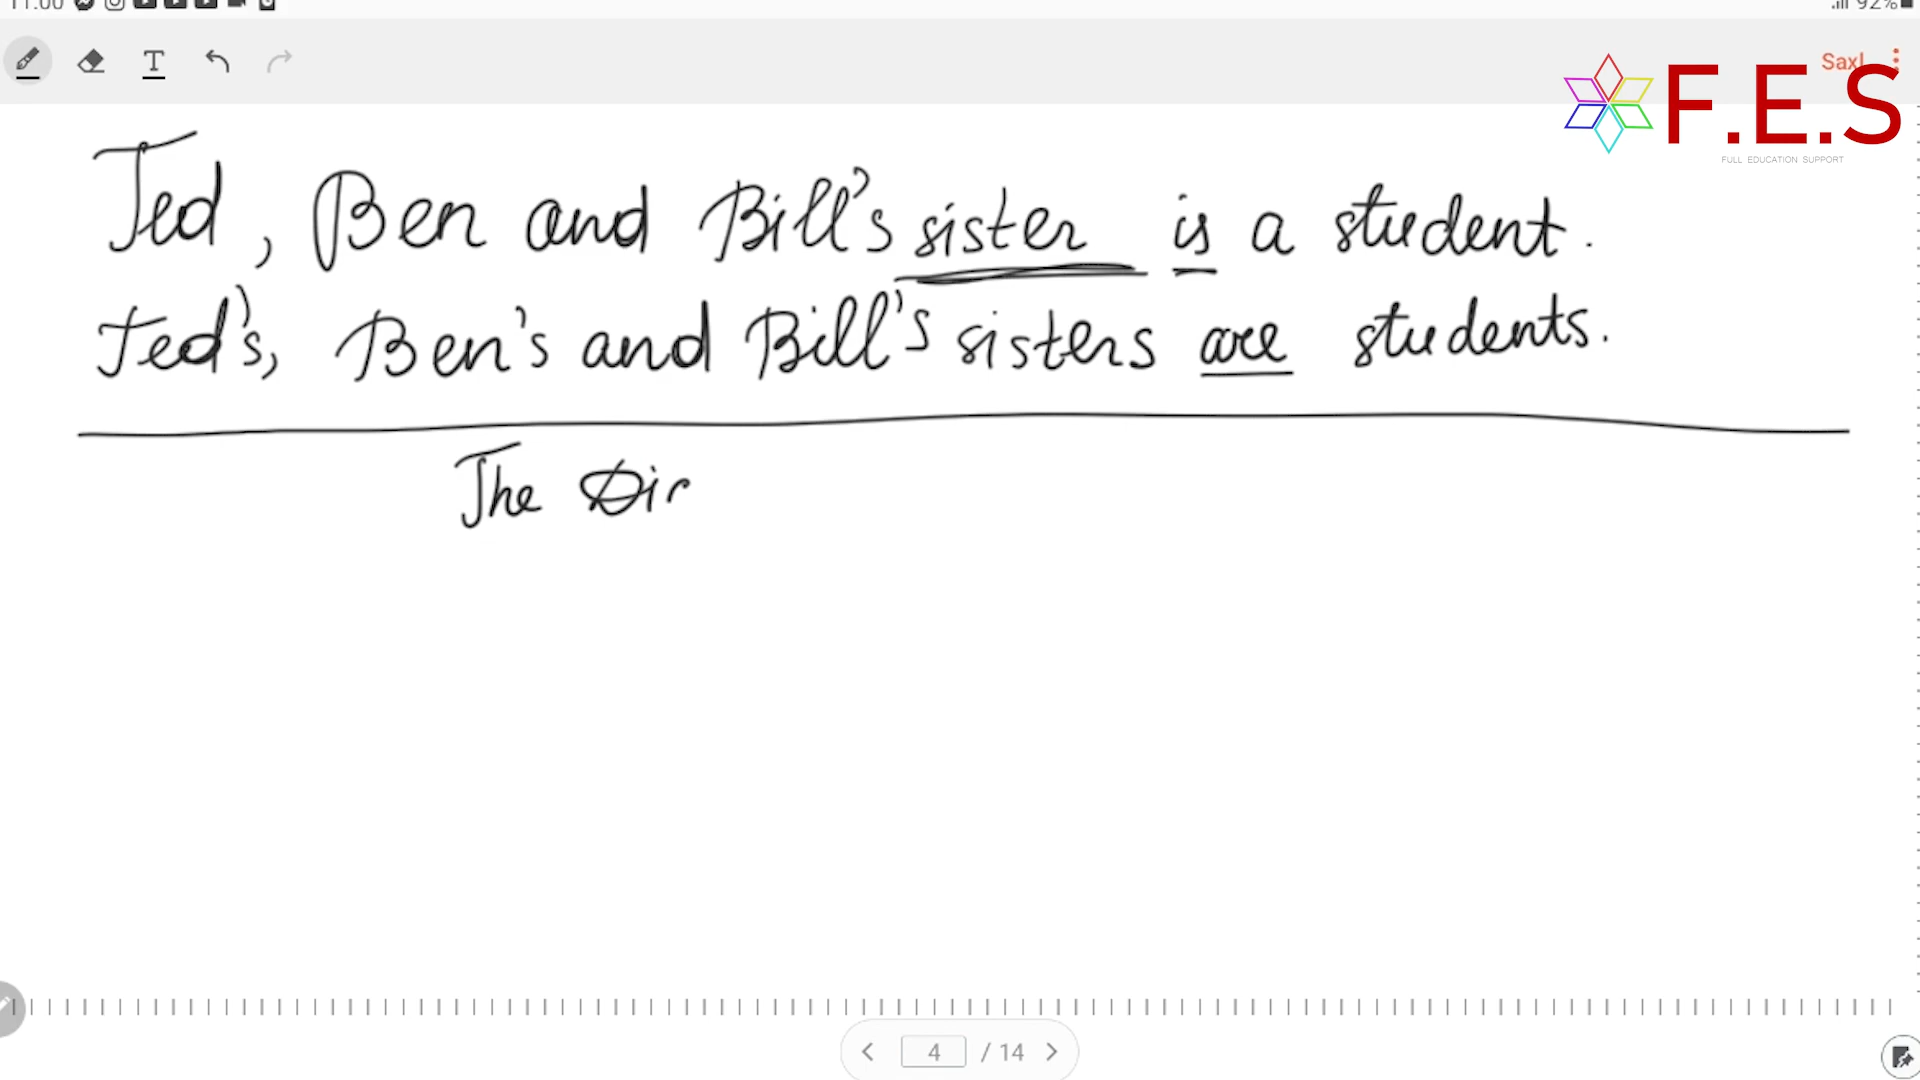 92%
Saxl
F.E.S
FULL EDUCATION SUPPORT
Ted, Ben and Bill's sister is a student.
Ted's, Ben's and Bill's sisters are students.
The Dir
4 / 14